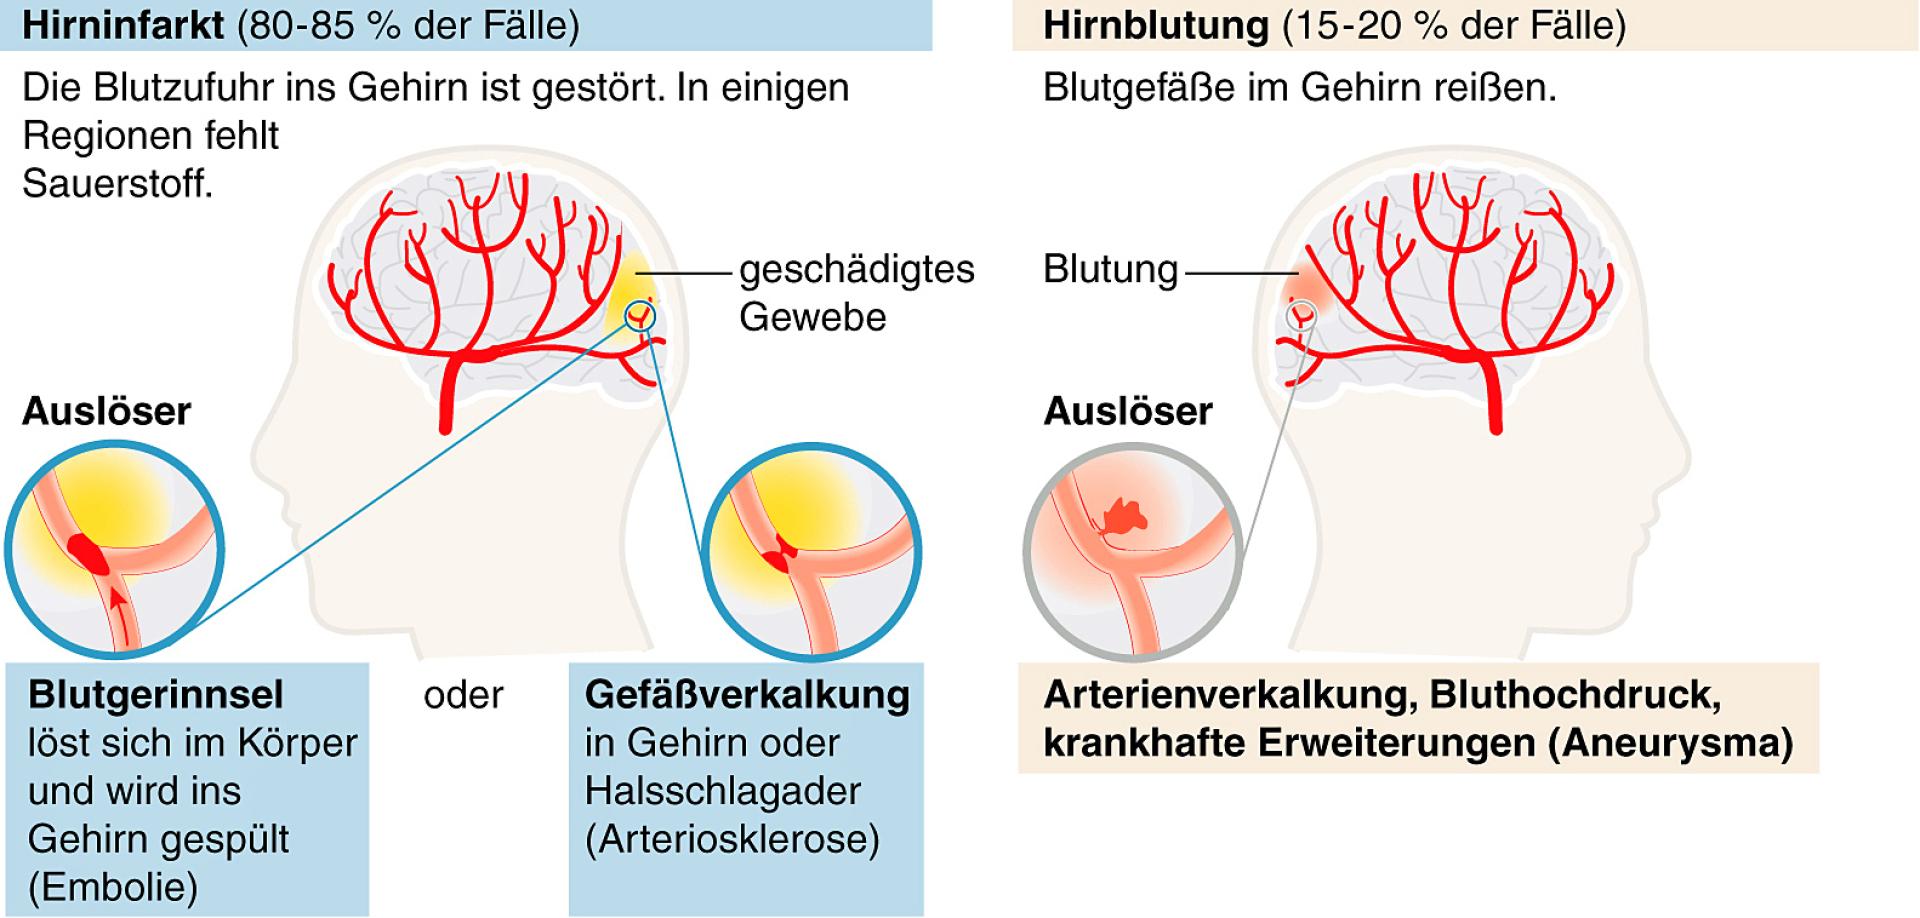 Hirninfarkt (80-85 % der Fälle)
Die Blutzufuhr ins Gehirn ist gestört. In einigen
Regionen fehlt
Sauerstoff.
geschädigtes
Gewebe
Auslöser
Blutgerinnsel
löst sich im Körper
und wird ins
Gehirn gespült
(Embolie)
oder
Gefäßverkalkung
in Gehirn oder
Halsschlagader
(Arteriosklerose)
Hirnblutung (15-20 % der Fälle)
Blutgefäße im Gehirn reißen.
Blutung
Auslöser
Arterienverkalkung, Bluthochdruck,
krankhafte Erweiterungen (Aneurysma)